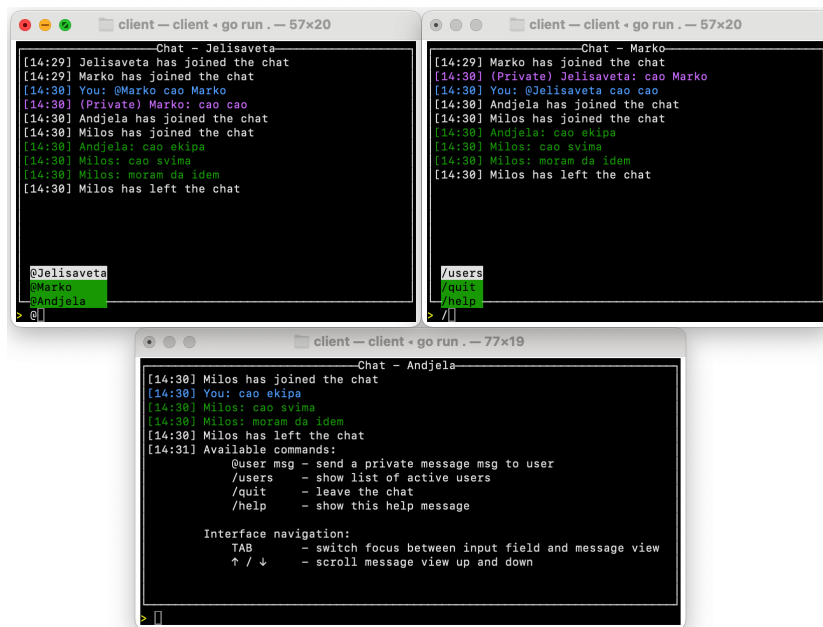 client — client ◂ go run . — 57×20
Chat - Jelisaveta
[14:29] Jelisaveta has joined the chat
[14:29] Marko has joined the chat
[14:30] You: @Marko cao Marko
[14:30] (Private) Marko: cao cao
[14:30] Andjela has joined the chat
[14:30] Milos has joined the chat
[14:30] Andjela: cao ekipa
[14:30] Milos: cao svima
[14:30] Milos: moram da idem
[14:30] Milos has left the chat
@Jelisaveta
@Marko
@Andjela
> @
client — client ◂ go run . — 57×20
Chat - Marko
[14:29] Marko has joined the chat
[14:30] (Private) Jelisaveta: cao Marko
[14:30] You: @Jelisaveta cao cao
[14:30] Andjela has joined the chat
[14:30] Milos has joined the chat
[14:30] Andjela: cao ekipa
[14:30] Milos: cao svima
[14:30] Milos: moram da idem
[14:30] Milos has left the chat
/users
/quit
/help
> /
client — client ◂ go run . — 77×19
Chat - Andjela
[14:30] Milos has joined the chat
[14:30] You: cao ekipa
[14:30] Milos: cao svima
[14:30] Milos: moram da idem
[14:30] Milos has left the chat
[14:31] Available commands:
@user msg - send a private message msg to user
/users - show list of active users
/quit - leave the chat
/help - show this help message
Interface navigation:
TAB - switch focus between input field and message view
↑ / ↓ - scroll message view up and down
>